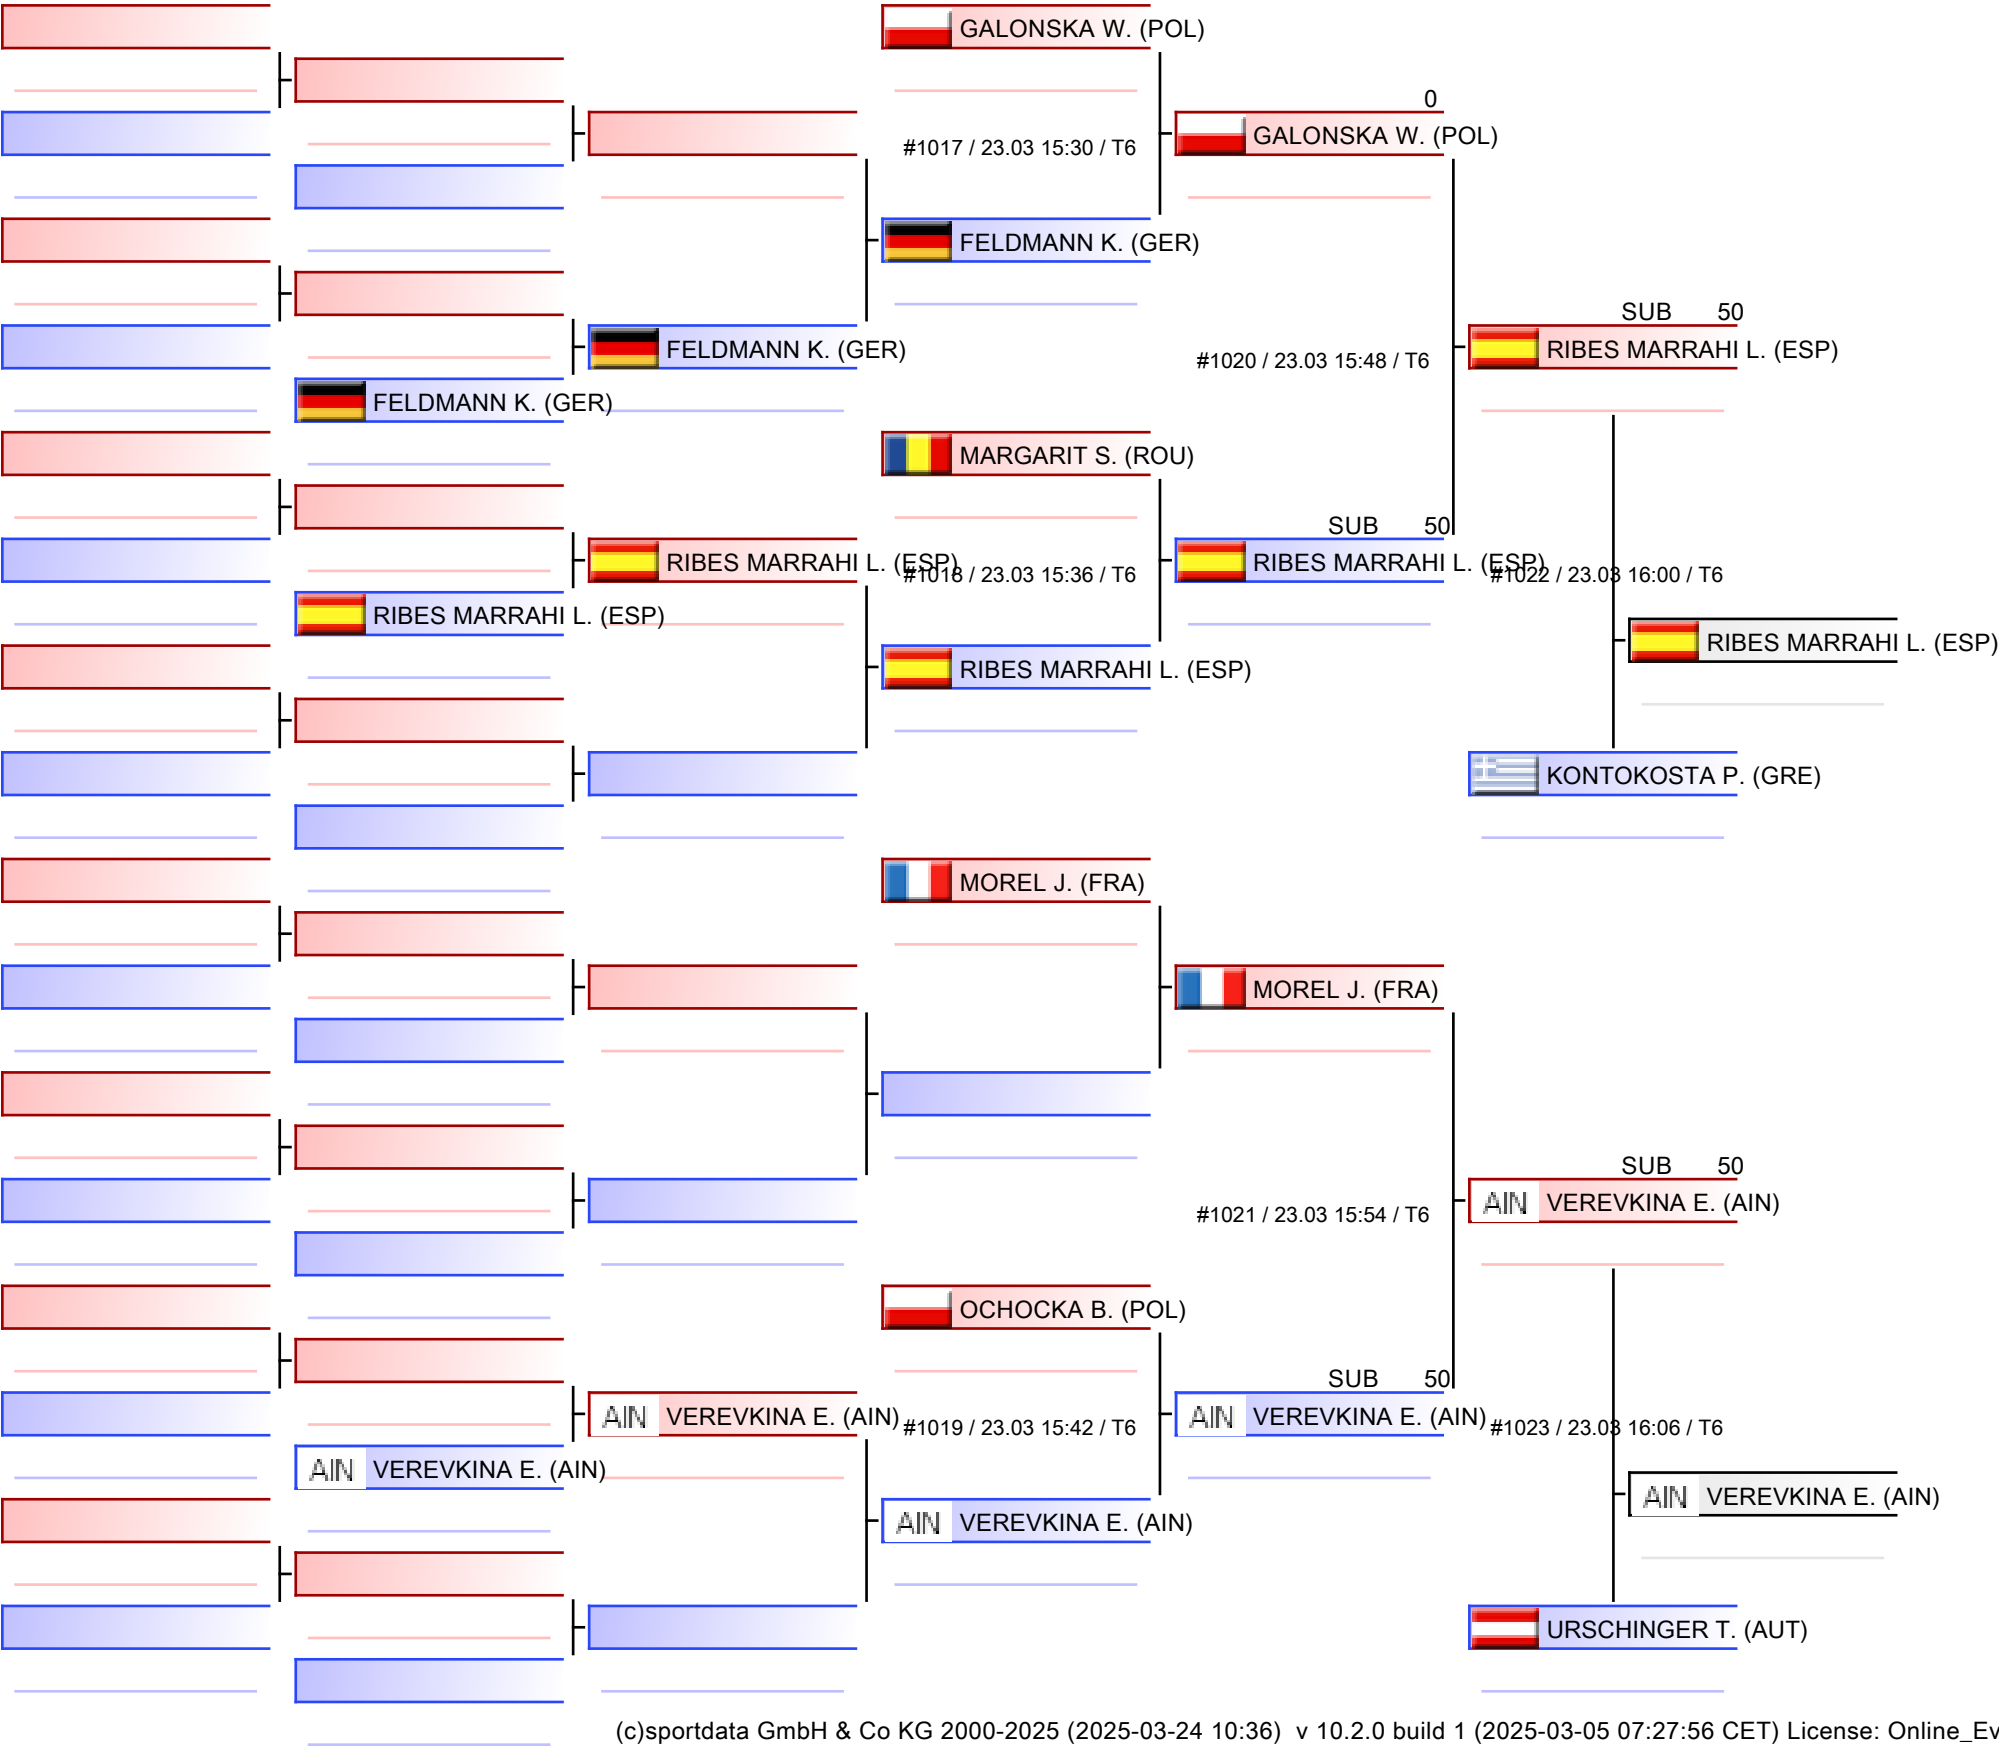 GALONSKA W. (POL)
0
GALONSKA W. (POL)
#1017 / 23.03 15:30 / T6
FELDMANN K. (GER)
SUB 50
RIBES MARRAHI L. (ESP)
FELDMANN K. (GER)
#1020 / 23.03 15:48 / T6
FELDMANN K. (GER)
MARGARIT S. (ROU)
SUB 50
RIBES MARRAHI L. (ESP)
#1018 / 23.03 15:36 / T6
RIBES MARRAHI L. (ESP)
#1022 / 23.03 16:00 / T6
RIBES MARRAHI L. (ESP)
RIBES MARRAHI L. (ESP)
RIBES MARRAHI L. (ESP)
KONTOKOSTA P. (GRE)
MOREL J. (FRA)
MOREL J. (FRA)
SUB 50
AIN VEREVKINA E. (AIN)
#1021 / 23.03 15:54 / T6
OCHOCKA B. (POL)
SUB 50
AIN VEREVKINA E. (AIN)
#1019 / 23.03 15:42 / T6
AIN VEREVKINA E. (AIN)
#1023 / 23.03 16:06 / T6
AIN VEREVKINA E. (AIN)
AIN VEREVKINA E. (AIN)
AIN VEREVKINA E. (AIN)
URSCHINGER T. (AUT)
(c)sportdata GmbH & Co KG 2000-2025 (2025-03-24 10:36) v 10.2.0 build 1 (2025-03-05 07:27:56 CET) License: Online_Ev